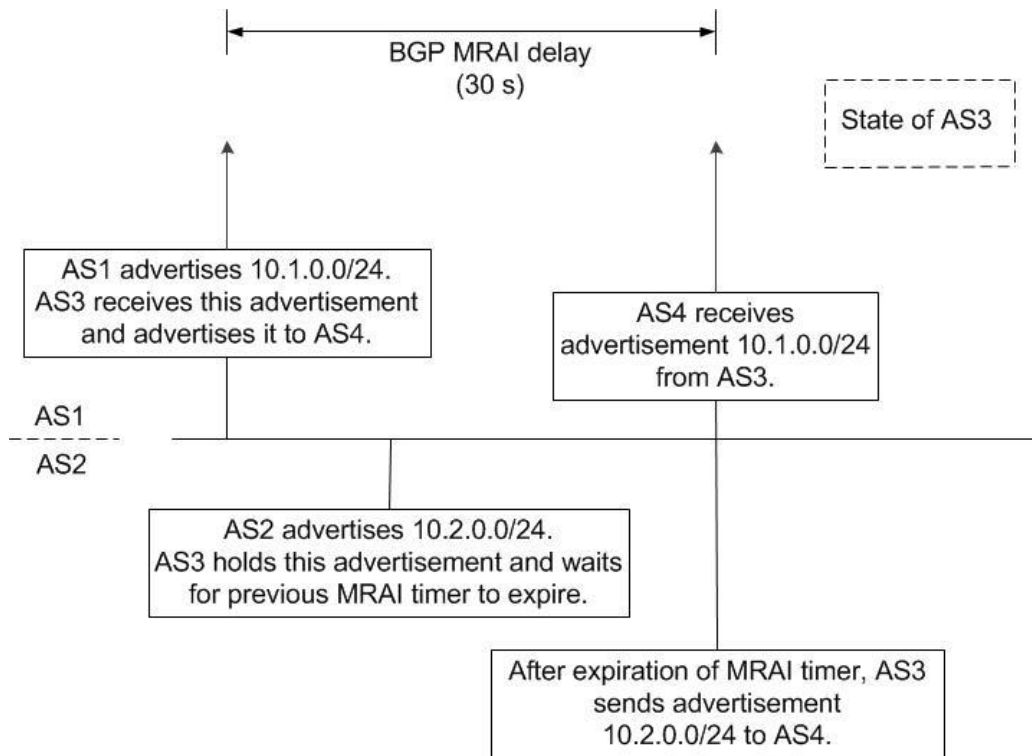 BGP MRAI delay
(30 s)
State of AS3
AS1 advertises 10.1.0.0/24.
AS3 receives this advertisement
and advertises it to AS4.
AS4 receives
advertisement 10.1.0.0/24
from AS3.
AS1
AS2
AS2 advertises 10.2.0.0/24.
AS3 holds this advertisement and waits
for previous MRAI timer to expire.
After expiration of MRAI timer, AS3
sends advertisement
10.2.0.0/24 to AS4.